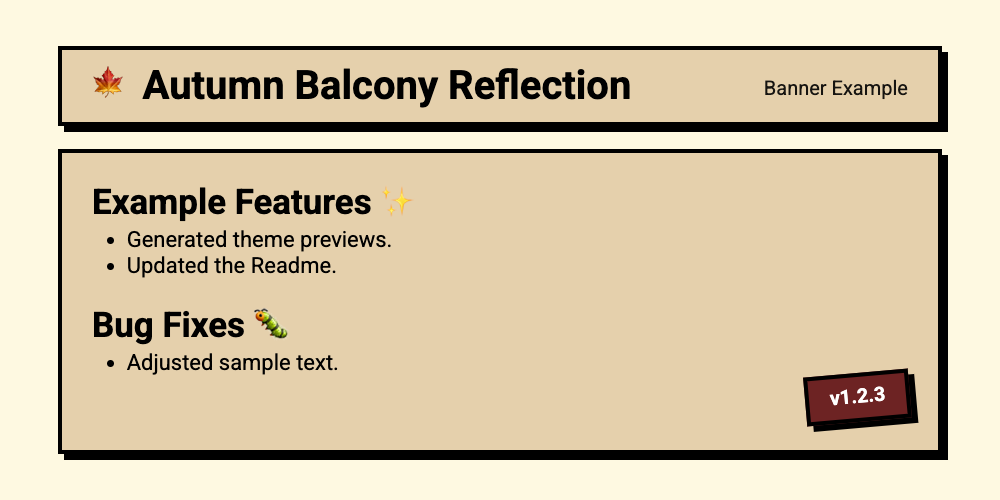 🍁 Autumn Balcony Reflection
Banner Example
Example Features ✨
• Generated theme previews.
• Updated the Readme.
Bug Fixes 🐛
• Adjusted sample text.
v1.2.3